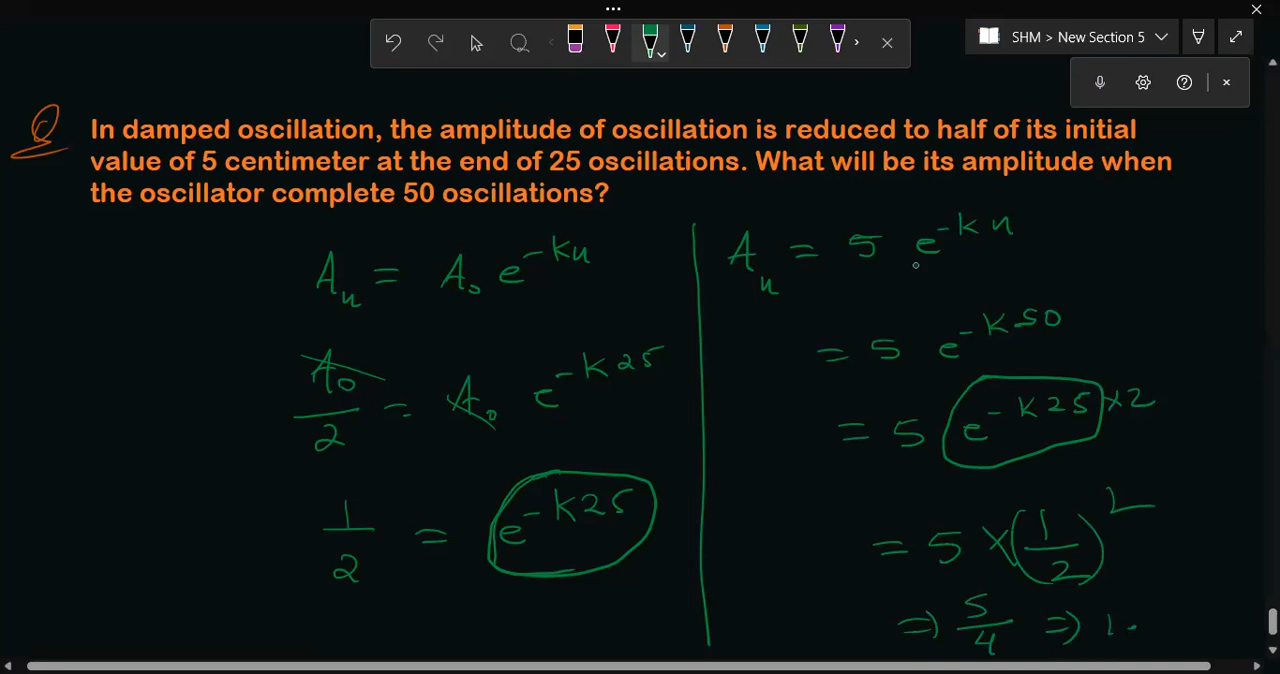 SHM > New Section 5
Q
In damped oscillation, the amplitude of oscillation is reduced to half of its initial
value of 5 centimeter at the end of 25 oscillations. What will be its amplitude when
the oscillator complete 50 oscillations?
Aₙ = A₀ e^-Kn
A₀/2 = A₀ e^-K25
1/2 = e^-K25
Aₙ = 5 e^-Kn
= 5 e^-K50
= 5 e^-K25×2
= 5 × (1/2)²
⇒ 5/4 ⇒ 1.